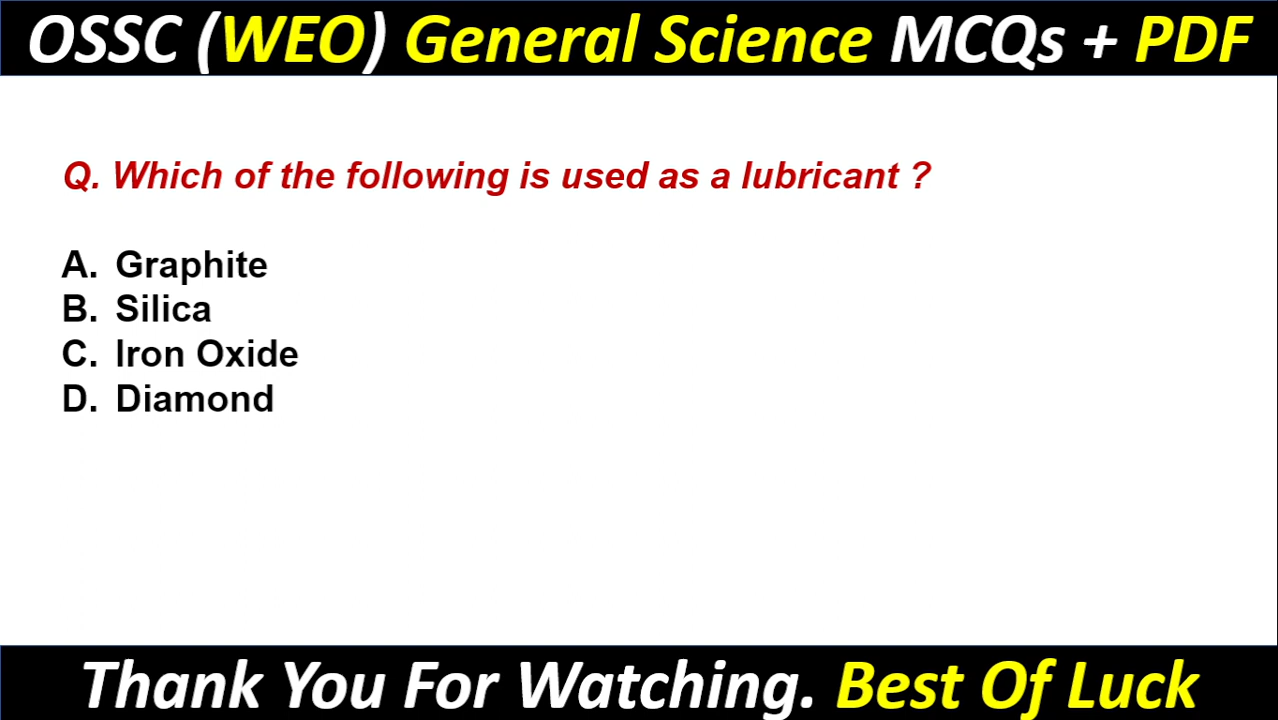 OSSC (WEO) General Science MCQs + PDF
Q. Which of the following is used as a lubricant ?
A. Graphite
B. Silica
C. Iron Oxide
D. Diamond
Thank You For Watching. Best Of Luck